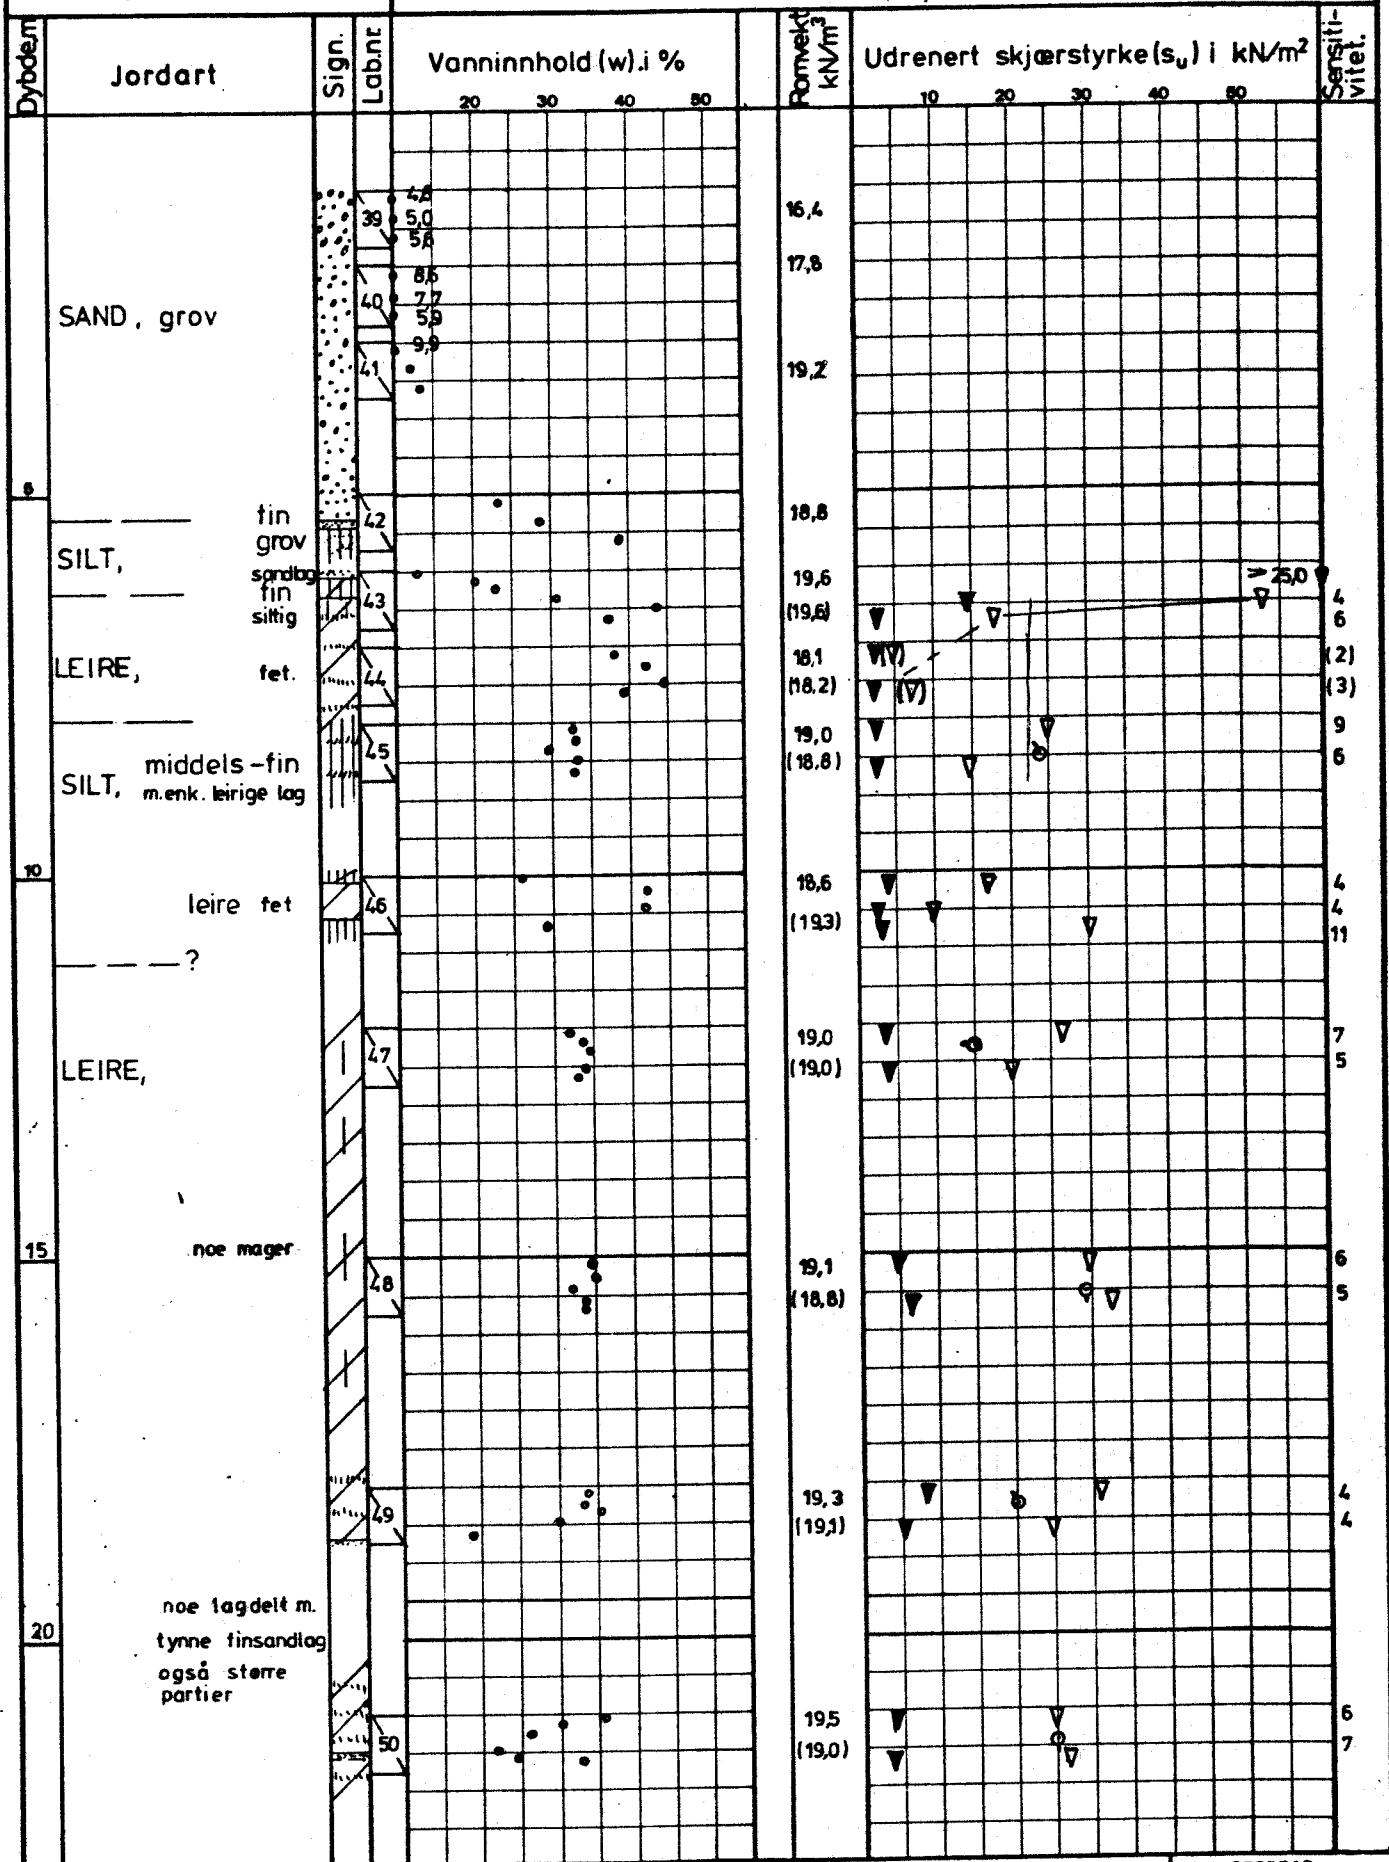 Dybde,m
Jordart
Sign.
Lab.nr.
Vanninnhold (w).i %
Romvekt kN/m³
Udrenert skjærstyrke (su) i kN/m²
Sensiti-
vitet.
20 30 40 50
10 20 30 40 50
39 4,8 16,4
5,0
5,6
8,6 17,8
40 7,7
5,9
SAND, grov
9,9
41 19,2
5
fin 42 18,8
grov
SILT,
sandlag 19,6 > 25,0
fin 43 4
siltig (19,6) 6
18,1 (2)
LEIRE, fet. 44 (18,2) (3)
19,0 9
45 (18,8) 6
middels-fin
SILT, m.enk. leirige lag
10
18,6 4
leire fet 46 4
(19,3) 11
?
19,0 7
47 5
LEIRE, (19,0)
15 noe mager 19,1 6
48 (18,8) 5
19,3 4
49 (19,1) 4
noe lagdelt m.
20 tynne finsandlag
også større
partier
19,5 6
50 (19,0) 7